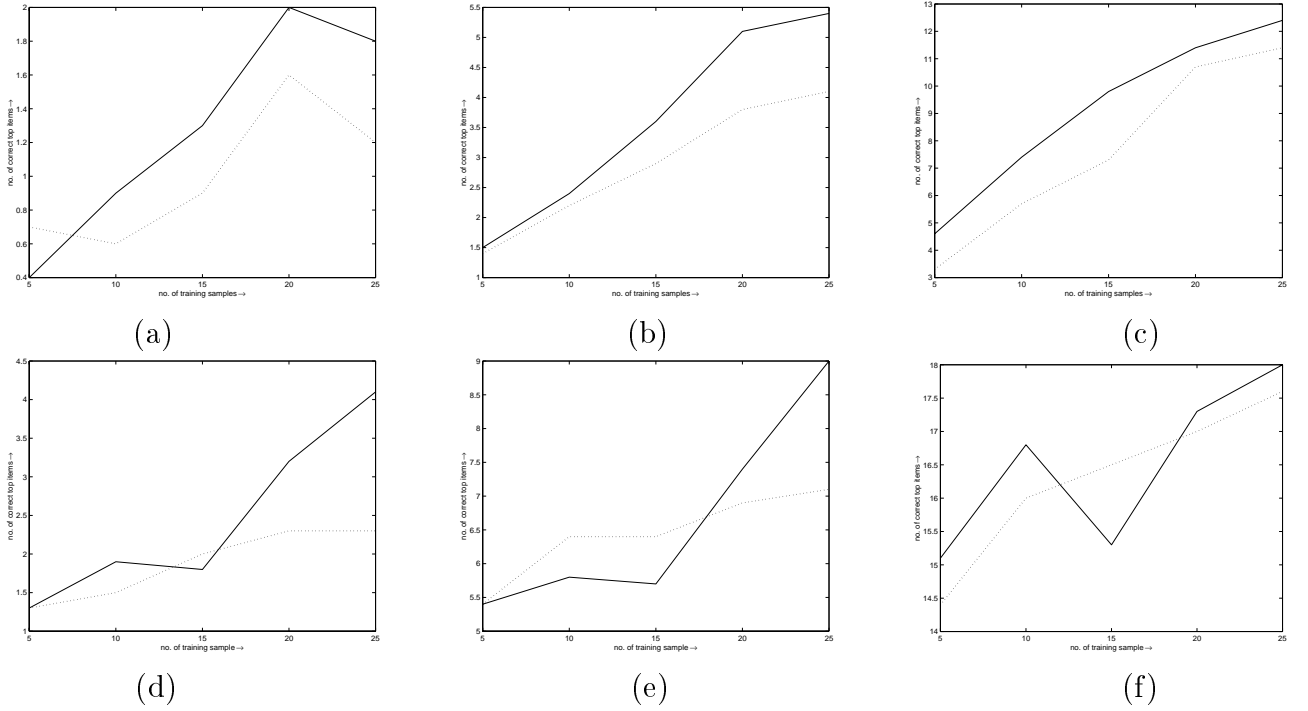 2
1.8
1.6
1.4
1.2
1
0.8
0.6
0.4
5 10 15 20 25
no. of correct top items→
no. of training samples→
(a)
5.5
5
4.5
4
3.5
3
2.5
2
1.5
1
5 10 15 20 25
no. of correct top items→
no. of training samples→
(b)
13
12
11
10
9
8
7
6
5
4
3
5 10 15 20 25
no. of correct top items→
no. of training samples→
(c)
4.5
4
3.5
3
2.5
2
1.5
1
5 10 15 20 25
no. of correct top items→
no. of training sample→
(d)
9
8.5
8
7.5
7
6.5
6
5.5
5
5 10 15 20 25
no. of correct top items→
no. of training sample→
(e)
18
17.5
17
16.5
16
15.5
15
14.5
14
5 10 15 20 25
no. of correct top items→
no. of training sample→
(f)